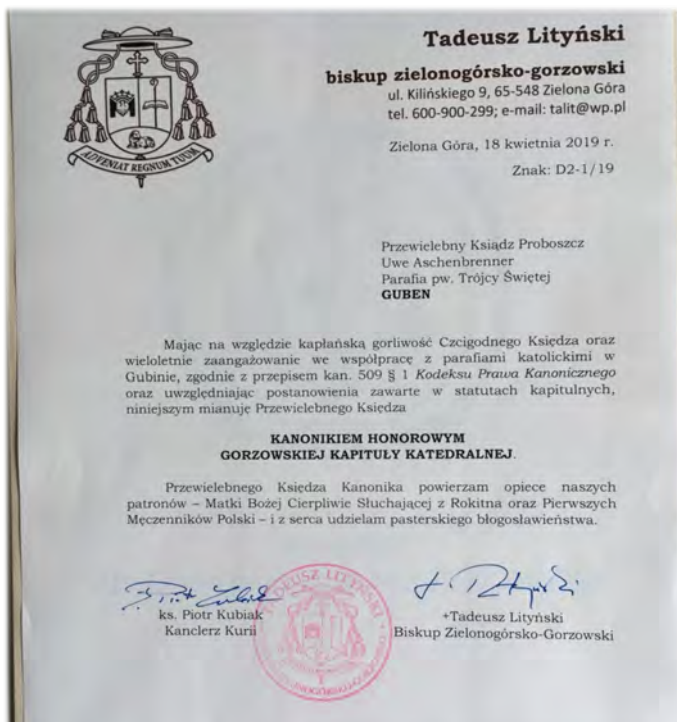 ADVENIAT REGNUM TUUM
Tadeusz Lityński
biskup zielonogórsko-gorzowski
ul. Kilińskiego 9, 65-548 Zielona Góra
tel. 600-900-299; e-mail: talit@wp.pl
Zielona Góra, 18 kwietnia 2019 r.
Znak: D2-1/19
Przewielebny Ksiądz Proboszcz
Uwe Aschenbrenner
Parafia pw. Trójcy Świętej
GUBEN
Mając na względzie kapłańską gorliwość Czcigodnego Księdza oraz
wieloletnie zaangażowanie we współpracę z parafiami katolickimi w
Gubinie, zgodnie z przepisem kan. 509 § 1 Kodeksu Prawa Kanonicznego
oraz uwzględniając postanowienia zawarte w statutach kapitulnych,
niniejszym mianuję Przewielebnego Księdza
KANONIKIEM HONOROWYM
GORZOWSKIEJ KAPITUŁY KATEDRALNEJ.
Przewielebnego Księdza Kanonika powierzam opiece naszych
patronów – Matki Bożej Cierpliwie Słuchającej z Rokitna oraz Pierwszych
Męczenników Polski – i z serca udzielam pasterskiego błogosławieństwa.
ks. Piotr Kubiak
Kanclerz Kurii
TADEUSZ LITYŃSKI
+Tadeusz Lityński
Biskup Zielonogórsko-Gorzowski